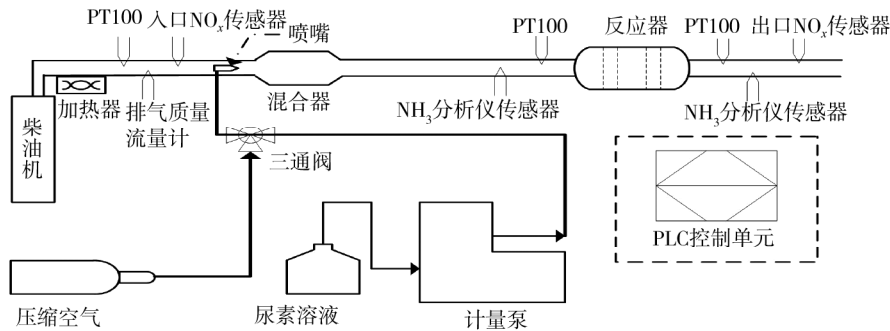 PT100 入口NOₓ传感器
喷嘴
PT100
反应器
PT100 出口NOₓ传感器
加热器
排气质量
流量计
混合器
NH₃分析仪传感器
NH₃分析仪传感器
柴油机
三通阀
PLC控制单元
压缩空气
尿素溶液
计量泵